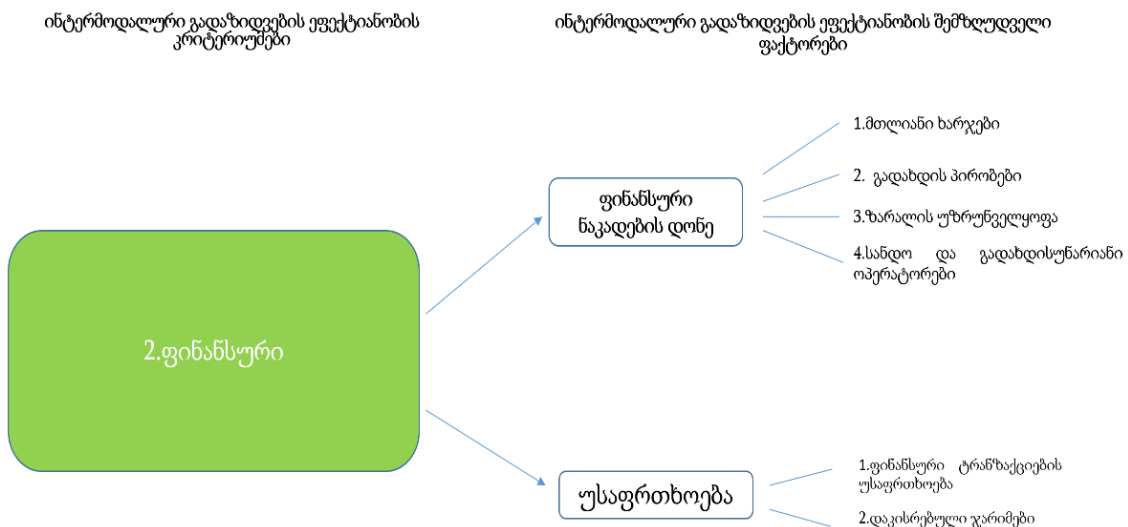 ინტერმოდალური გადაზიდვების ეფექტიანობის
კრიტერიუმები
ინტერმოდალური გადაზიდვების ეფექტიანობის შემზღუდველი
ფაქტორები
2.ფინანსური
ფინანსური
ნაკადების დონე
1.მთლიანი ხარჯები
2. გადახდის პირობები
3.ზარალის უზრუნველყოფა
4.სანდო და გადახდისუნარიანი
ოპერატორები
უსაფრთხოება
1.ფინანსური ტრანზაქციების
უსაფრთხოება
2.დაკისრებული ჯარიმები